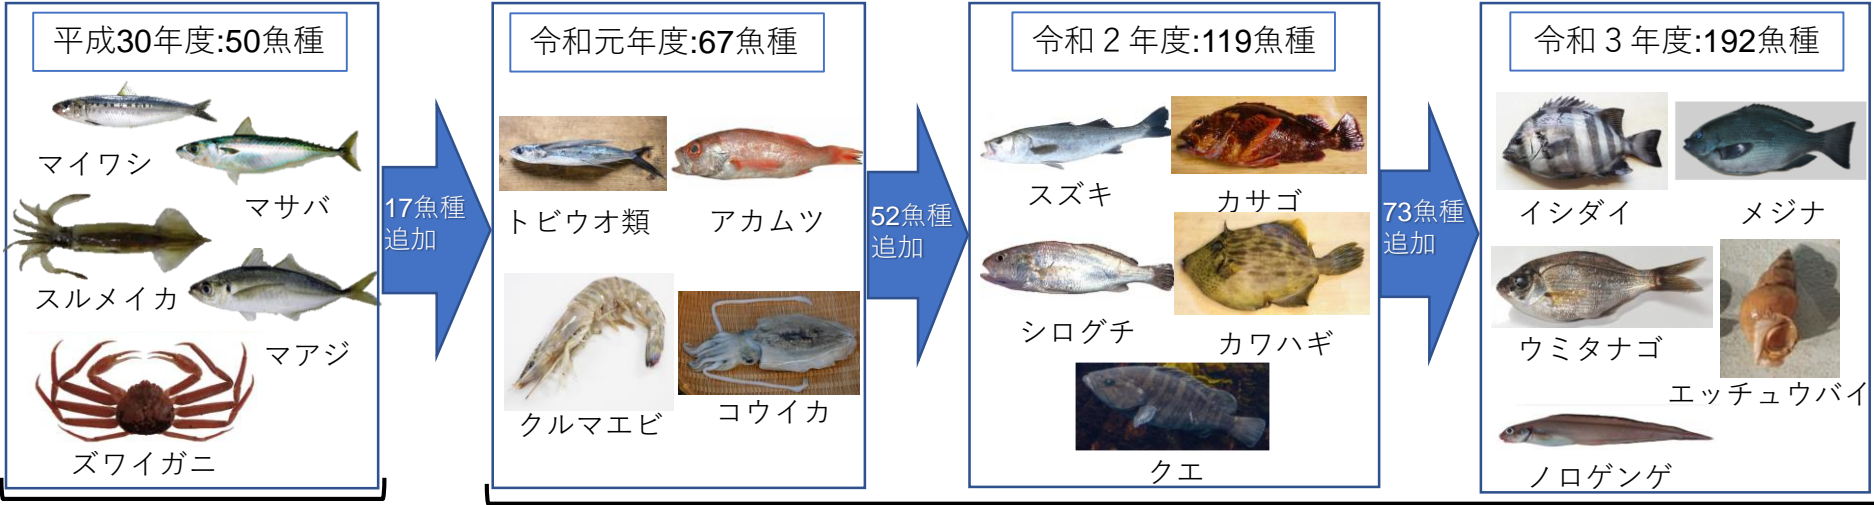 平成30年度:50魚種
マイワシ
マサバ
スルメイカ
マアジ
ズワイガニ
17魚種
追加
令和元年度:67魚種
トビウオ類
アカムツ
クルマエビ
コウイカ
52魚種
追加
令和２年度:119魚種
スズキ
カサゴ
シログチ
カワハギ
クエ
73魚種
追加
令和３年度:192魚種
イシダイ
メジナ
ウミタナゴ
エッチュウバイ
ノロゲンゲ